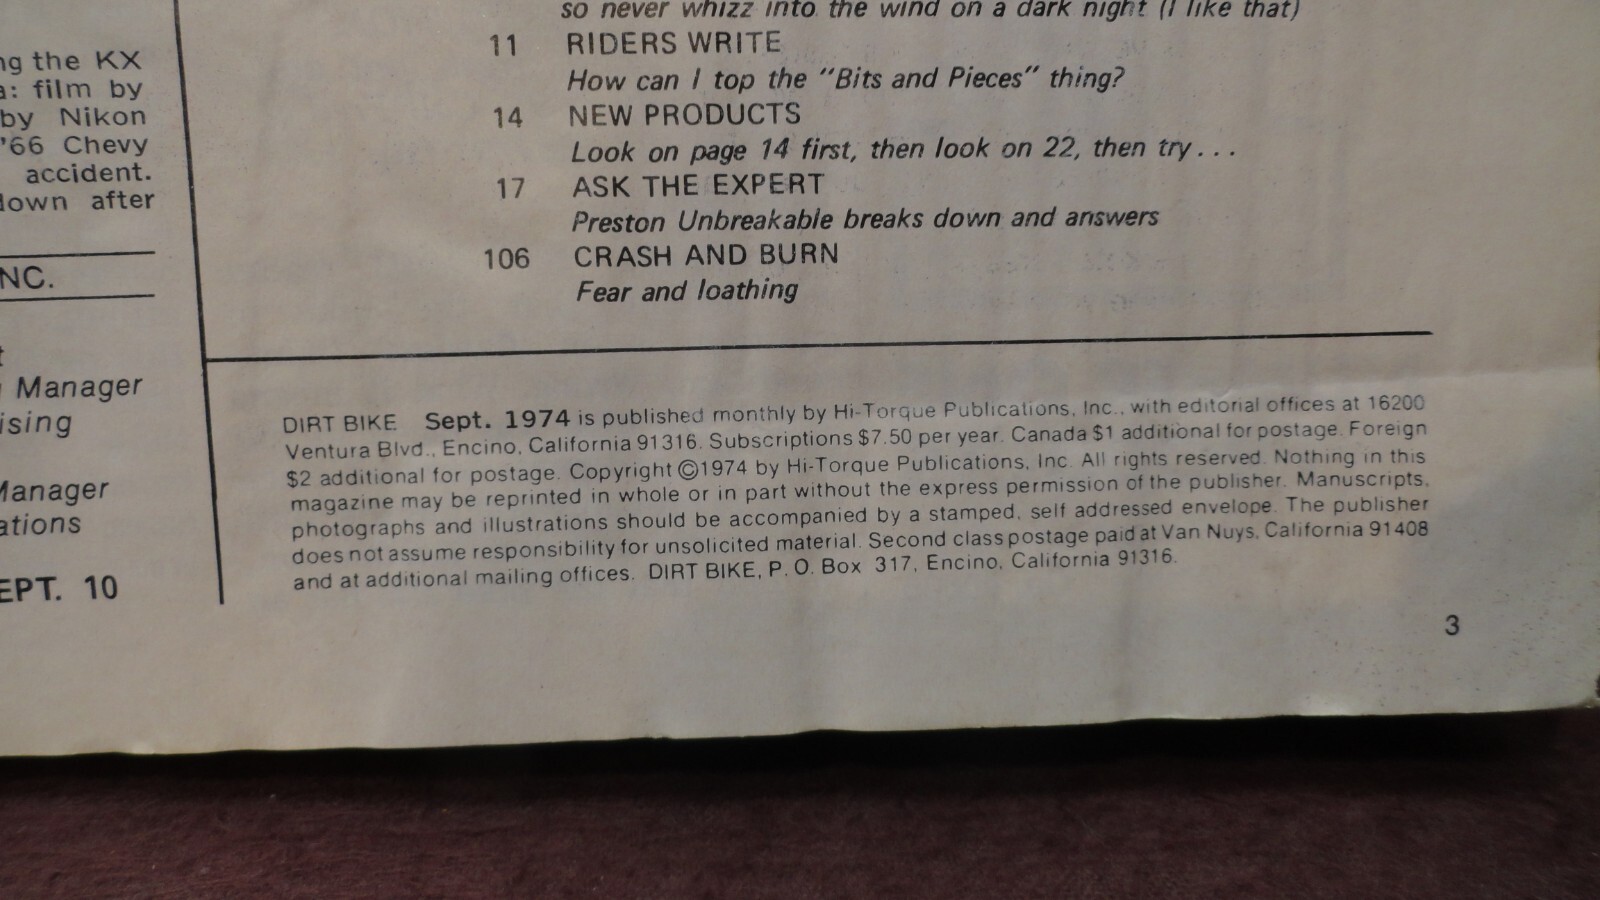 ng the KX
a: film by
by Nikon
'66 Chevy
accident.
down after
NC.
Manager
ising
Manager
ations
EPT. 10
so never whizz into the wind on a dark night (I like that)
11 RIDERS WRITE
How can I top the "Bits and Pieces" thing?
14 NEW PRODUCTS
Look on page 14 first, then look on 22, then try...
17 ASK THE EXPERT
Preston Unbreakable breaks down and answers
106 CRASH AND BURN
Fear and loathing
DIRT BIKE Sept. 1974 is published monthly by Hi-Torque Publications, Inc., with editorial offices at 16200
Ventura Blvd., Encino, California 91316. Subscriptions $7.50 per year. Canada $1 additional for postage. Foreign
$2 additional for postage. Copyright ©1974 by Hi-Torque Publications, Inc. All rights reserved. Nothing in this
magazine may be reprinted in whole or in part without the express permission of the publisher. Manuscripts,
photographs and illustrations should be accompanied by a stamped, self addressed envelope. The publisher
does not assume responsibility for unsolicited material. Second class postage paid at Van Nuys, California 91408
and at additional mailing offices. DIRT BIKE, P. O. Box 317, Encino, California 91316.
3